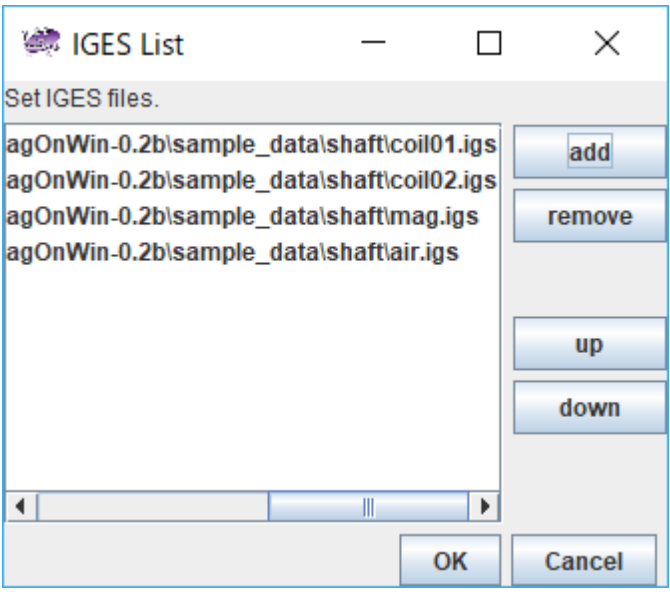 IGES List
Set IGES files.
agOnWin-0.2b\sample_data\shaft\coil01.igs
agOnWin-0.2b\sample_data\shaft\coil02.igs
agOnWin-0.2b\sample_data\shaft\mag.igs
agOnWin-0.2b\sample_data\shaft\air.igs
add
remove
up
down
OK
Cancel